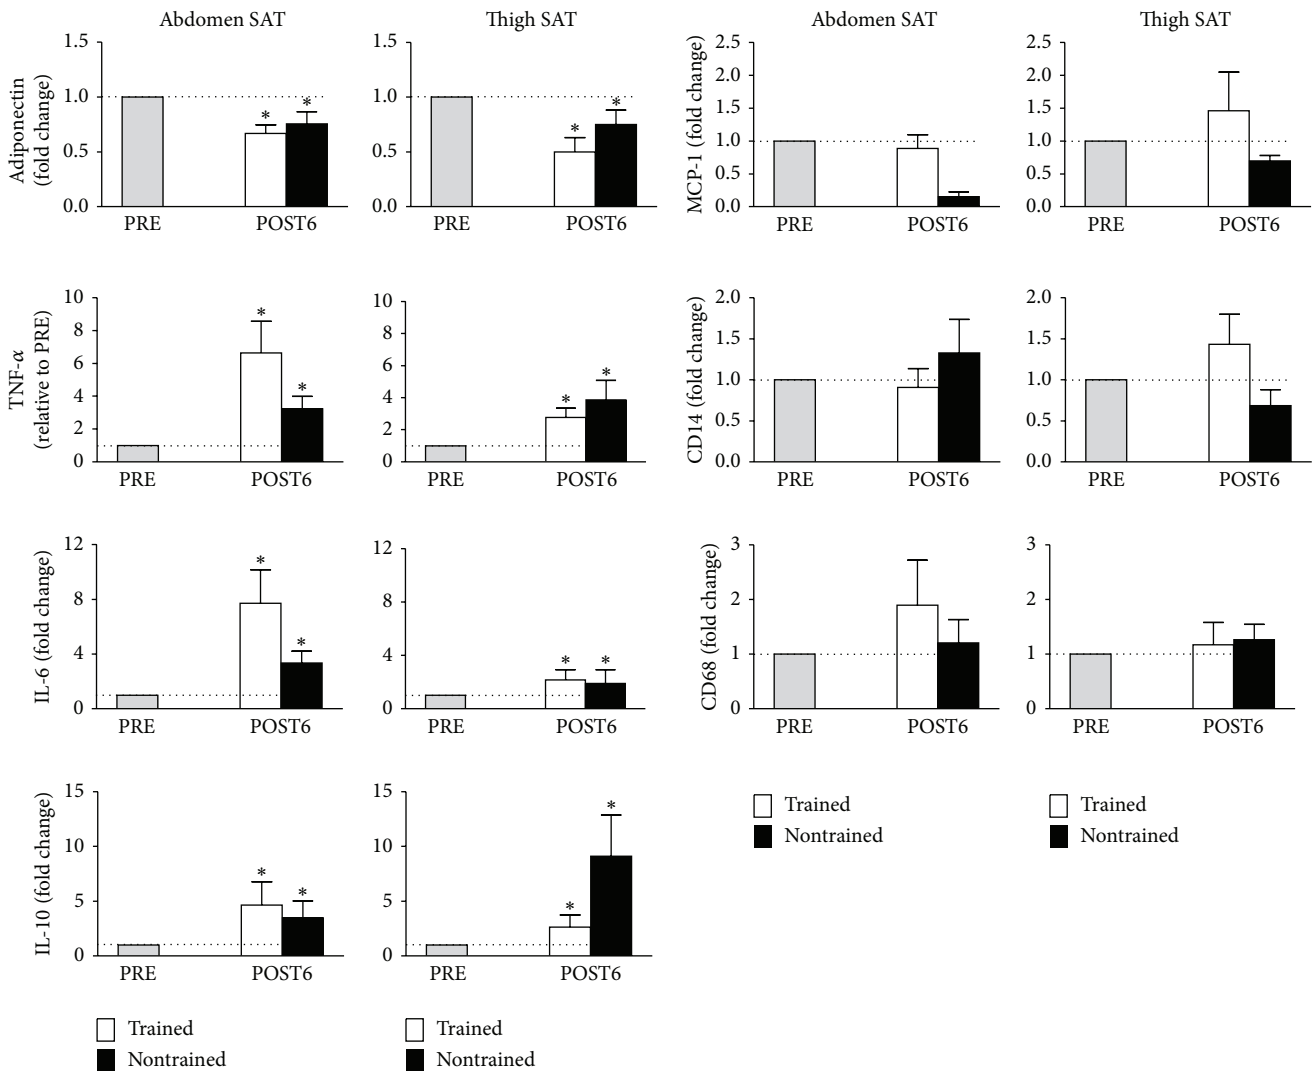 Abdomen SAT
Thigh SAT
Abdomen SAT
Thigh SAT
Adiponectin
(fold change)
1.5
1.0
0.5
0.0
* *
PRE POST6
1.5
1.0
0.5
0.0
* *
PRE POST6
MCP-1 (fold change)
2.5
2.0
1.5
1.0
0.5
0.0
PRE POST6
2.5
2.0
1.5
1.0
0.5
0.0
PRE POST6
TNF-α
(relative to PRE)
10
8
6
4
2
0
* *
PRE POST6
10
8
6
4
2
0
* *
PRE POST6
CD14 (fold change)
2.0
1.5
1.0
0.5
0.0
PRE POST6
2.0
1.5
1.0
0.5
0.0
PRE POST6
IL-6 (fold change)
12
8
4
0
* *
PRE POST6
12
8
4
0
* *
PRE POST6
CD68 (fold change)
3
2
1
0
PRE POST6
3
2
1
0
PRE POST6
IL-10 (fold change)
15
10
5
0
* *
PRE POST6
15
10
5
0
* *
PRE POST6
Trained
Nontrained
Trained
Nontrained
Trained
Nontrained
Trained
Nontrained